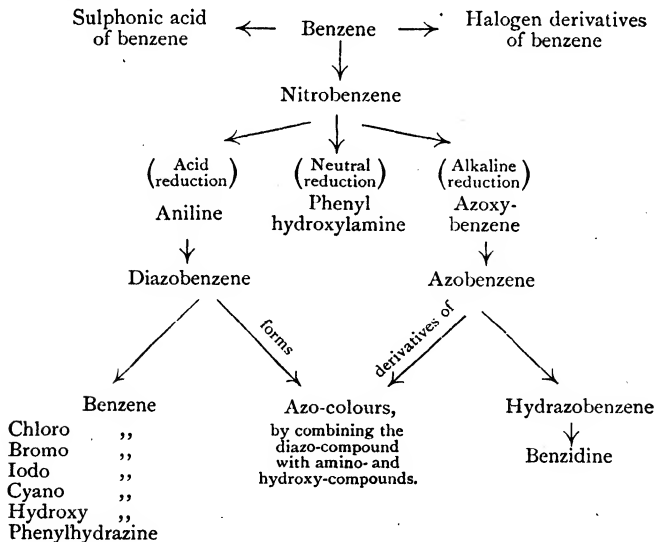 Sulphonic acid
of benzene
Benzene
Halogen derivatives
of benzene
Nitrobenzene
(Acid
reduction)
Aniline
(Neutral
reduction)
Phenyl
hydroxylamine
(Alkaline
reduction)
Azoxy-
benzene
Diazobenzene
Azobenzene
forms
derivatives of
Benzene
Chloro ,,
Bromo ,,
Iodo ,,
Cyano ,,
Hydroxy ,,
Phenylhydrazine
Azo-colours,
by combining the
diazo-compound
with amino- and
hydroxy-compounds.
Hydrazobenzene
Benzidine